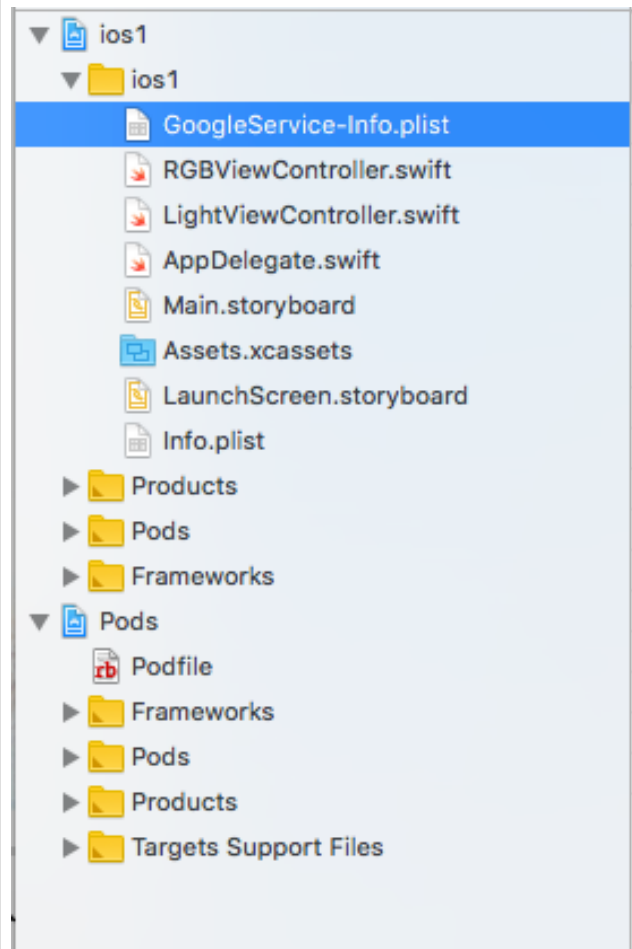 ios1
ios1
GoogleService-Info.plist
RGBViewController.swift
LightViewController.swift
AppDelegate.swift
Main.storyboard
Assets.xcassets
LaunchScreen.storyboard
Info.plist
Products
Pods
Frameworks
Pods
rb Podfile
Frameworks
Pods
Products
Targets Support Files